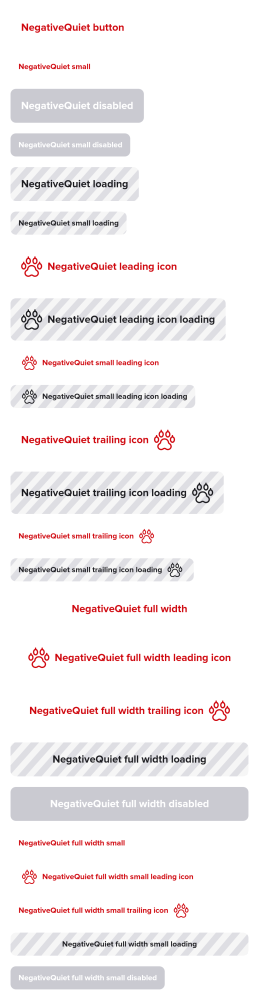 NegativeQuiet button
NegativeQuiet small
NegativeQuiet disabled
NegativeQuiet small disabled
NegativeQuiet loading
NegativeQuiet small loading
NegativeQuiet leading icon
NegativeQuiet leading icon loading
NegativeQuiet small leading icon
NegativeQuiet small leading icon loading
NegativeQuiet trailing icon
NegativeQuiet trailing icon loading
NegativeQuiet small trailing icon
NegativeQuiet small trailing icon loading
NegativeQuiet full width
NegativeQuiet full width leading icon
NegativeQuiet full width trailing icon
NegativeQuiet full width loading
NegativeQuiet full width disabled
NegativeQuiet full width small
NegativeQuiet full width small leading icon
NegativeQuiet full width small trailing icon
NegativeQuiet full width small loading
NegativeQuiet full width small disabled